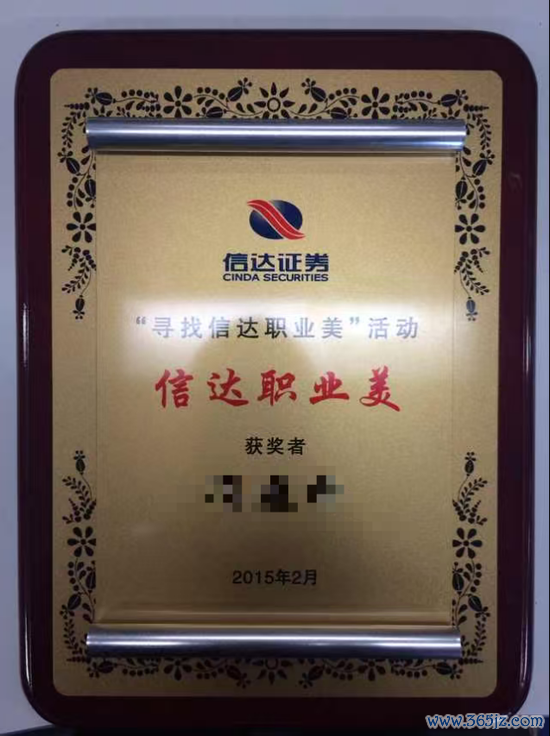 信达证券
CINDA SECURITIES
“寻找信达职业美”活动
信达职业美
获奖者
2015年2月
www.365jz.com